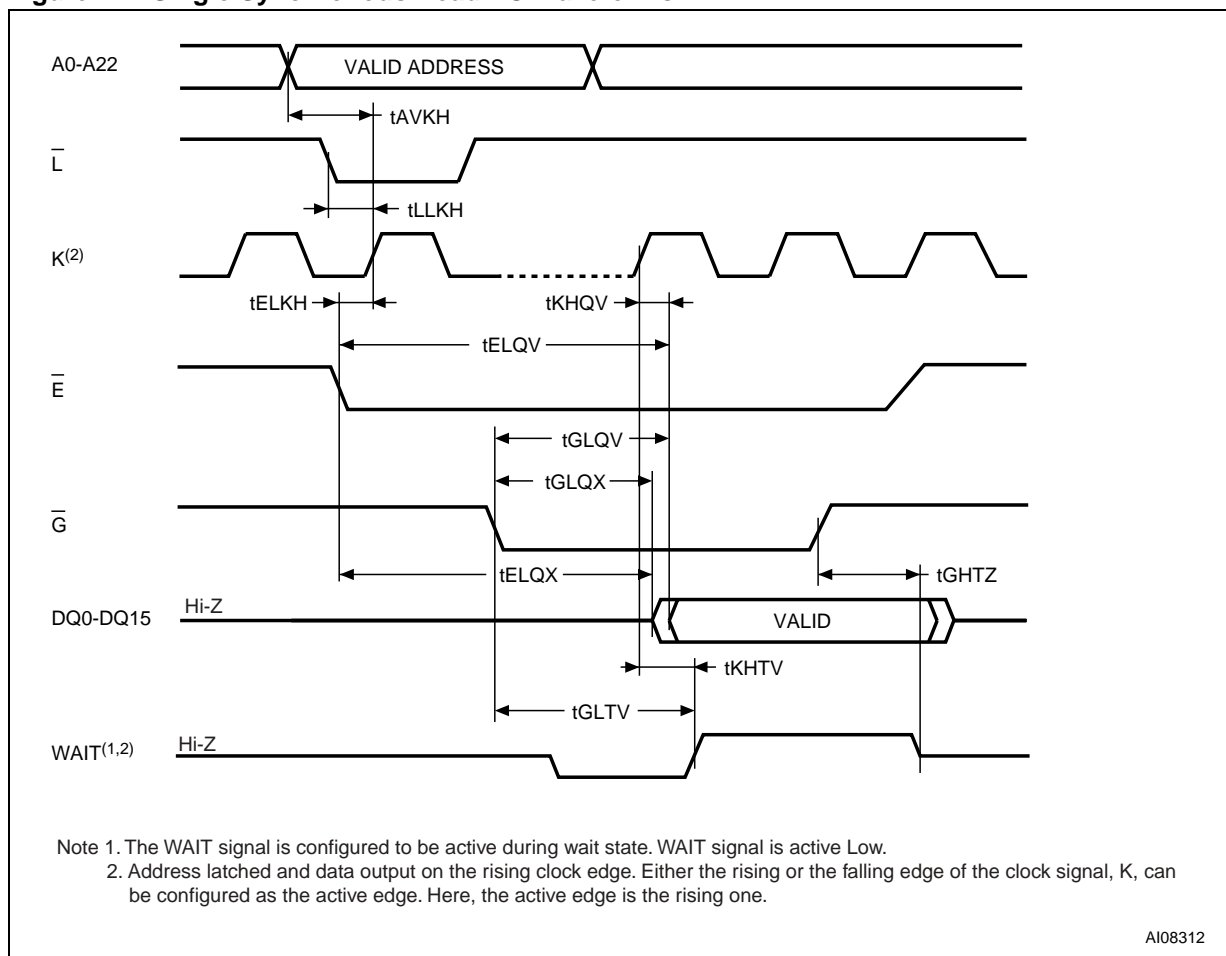 A0-A22
VALID ADDRESS
tAVKH
L
tLLKH
K(2)
tELKH
tKHQV
tELQV
E
tGLQV
tGLQX
G
tELQX
tGHTZ
DQ0-DQ15
Hi-Z
VALID
tKHTV
tGLTV
WAIT(1,2)
Hi-Z
Note 1. The WAIT signal is configured to be active during wait state. WAIT signal is active Low.
2. Address latched and data output on the rising clock edge. Either the rising or the falling edge of the clock signal, K, can
be configured as the active edge. Here, the active edge is the rising one.
AI08312